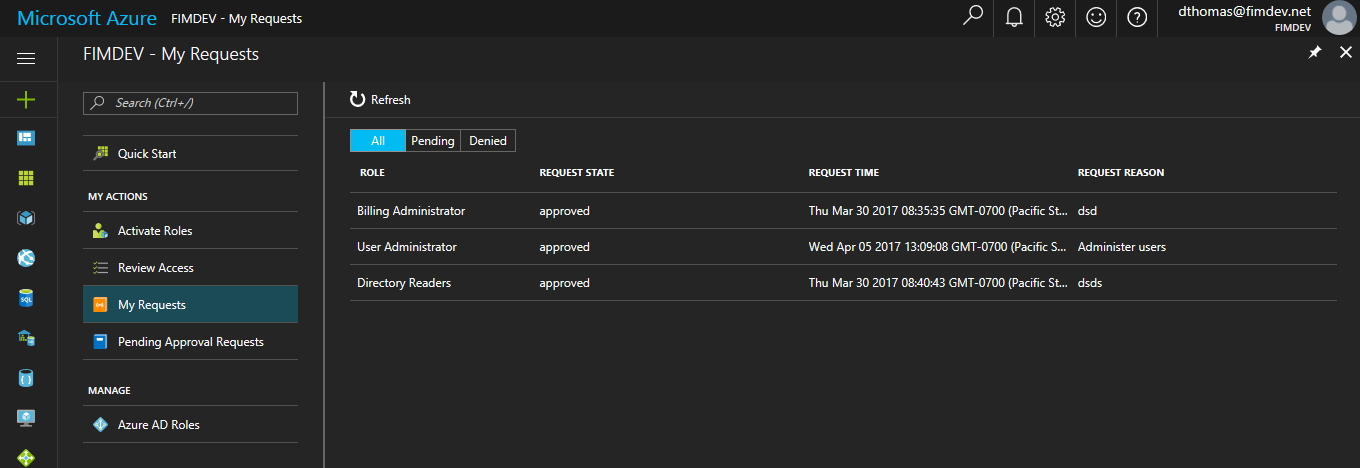 Microsoft Azure FIMDEV - My Requests
dthomas@fimdev.net
FIMDEV
FIMDEV - My Requests
Search (Ctrl+/)
Quick Start
MY ACTIONS
Activate Roles
Review Access
My Requests
Pending Approval Requests
MANAGE
Azure AD Roles
Refresh
All Pending Denied
ROLE REQUEST STATE REQUEST TIME REQUEST REASON
Billing Administrator approved Thu Mar 30 2017 08:35:35 GMT-0700 (Pacific St... dsd
User Administrator approved Wed Apr 05 2017 13:09:08 GMT-0700 (Pacific S... Administer users
Directory Readers approved Thu Mar 30 2017 08:40:43 GMT-0700 (Pacific St... dsds
SQL